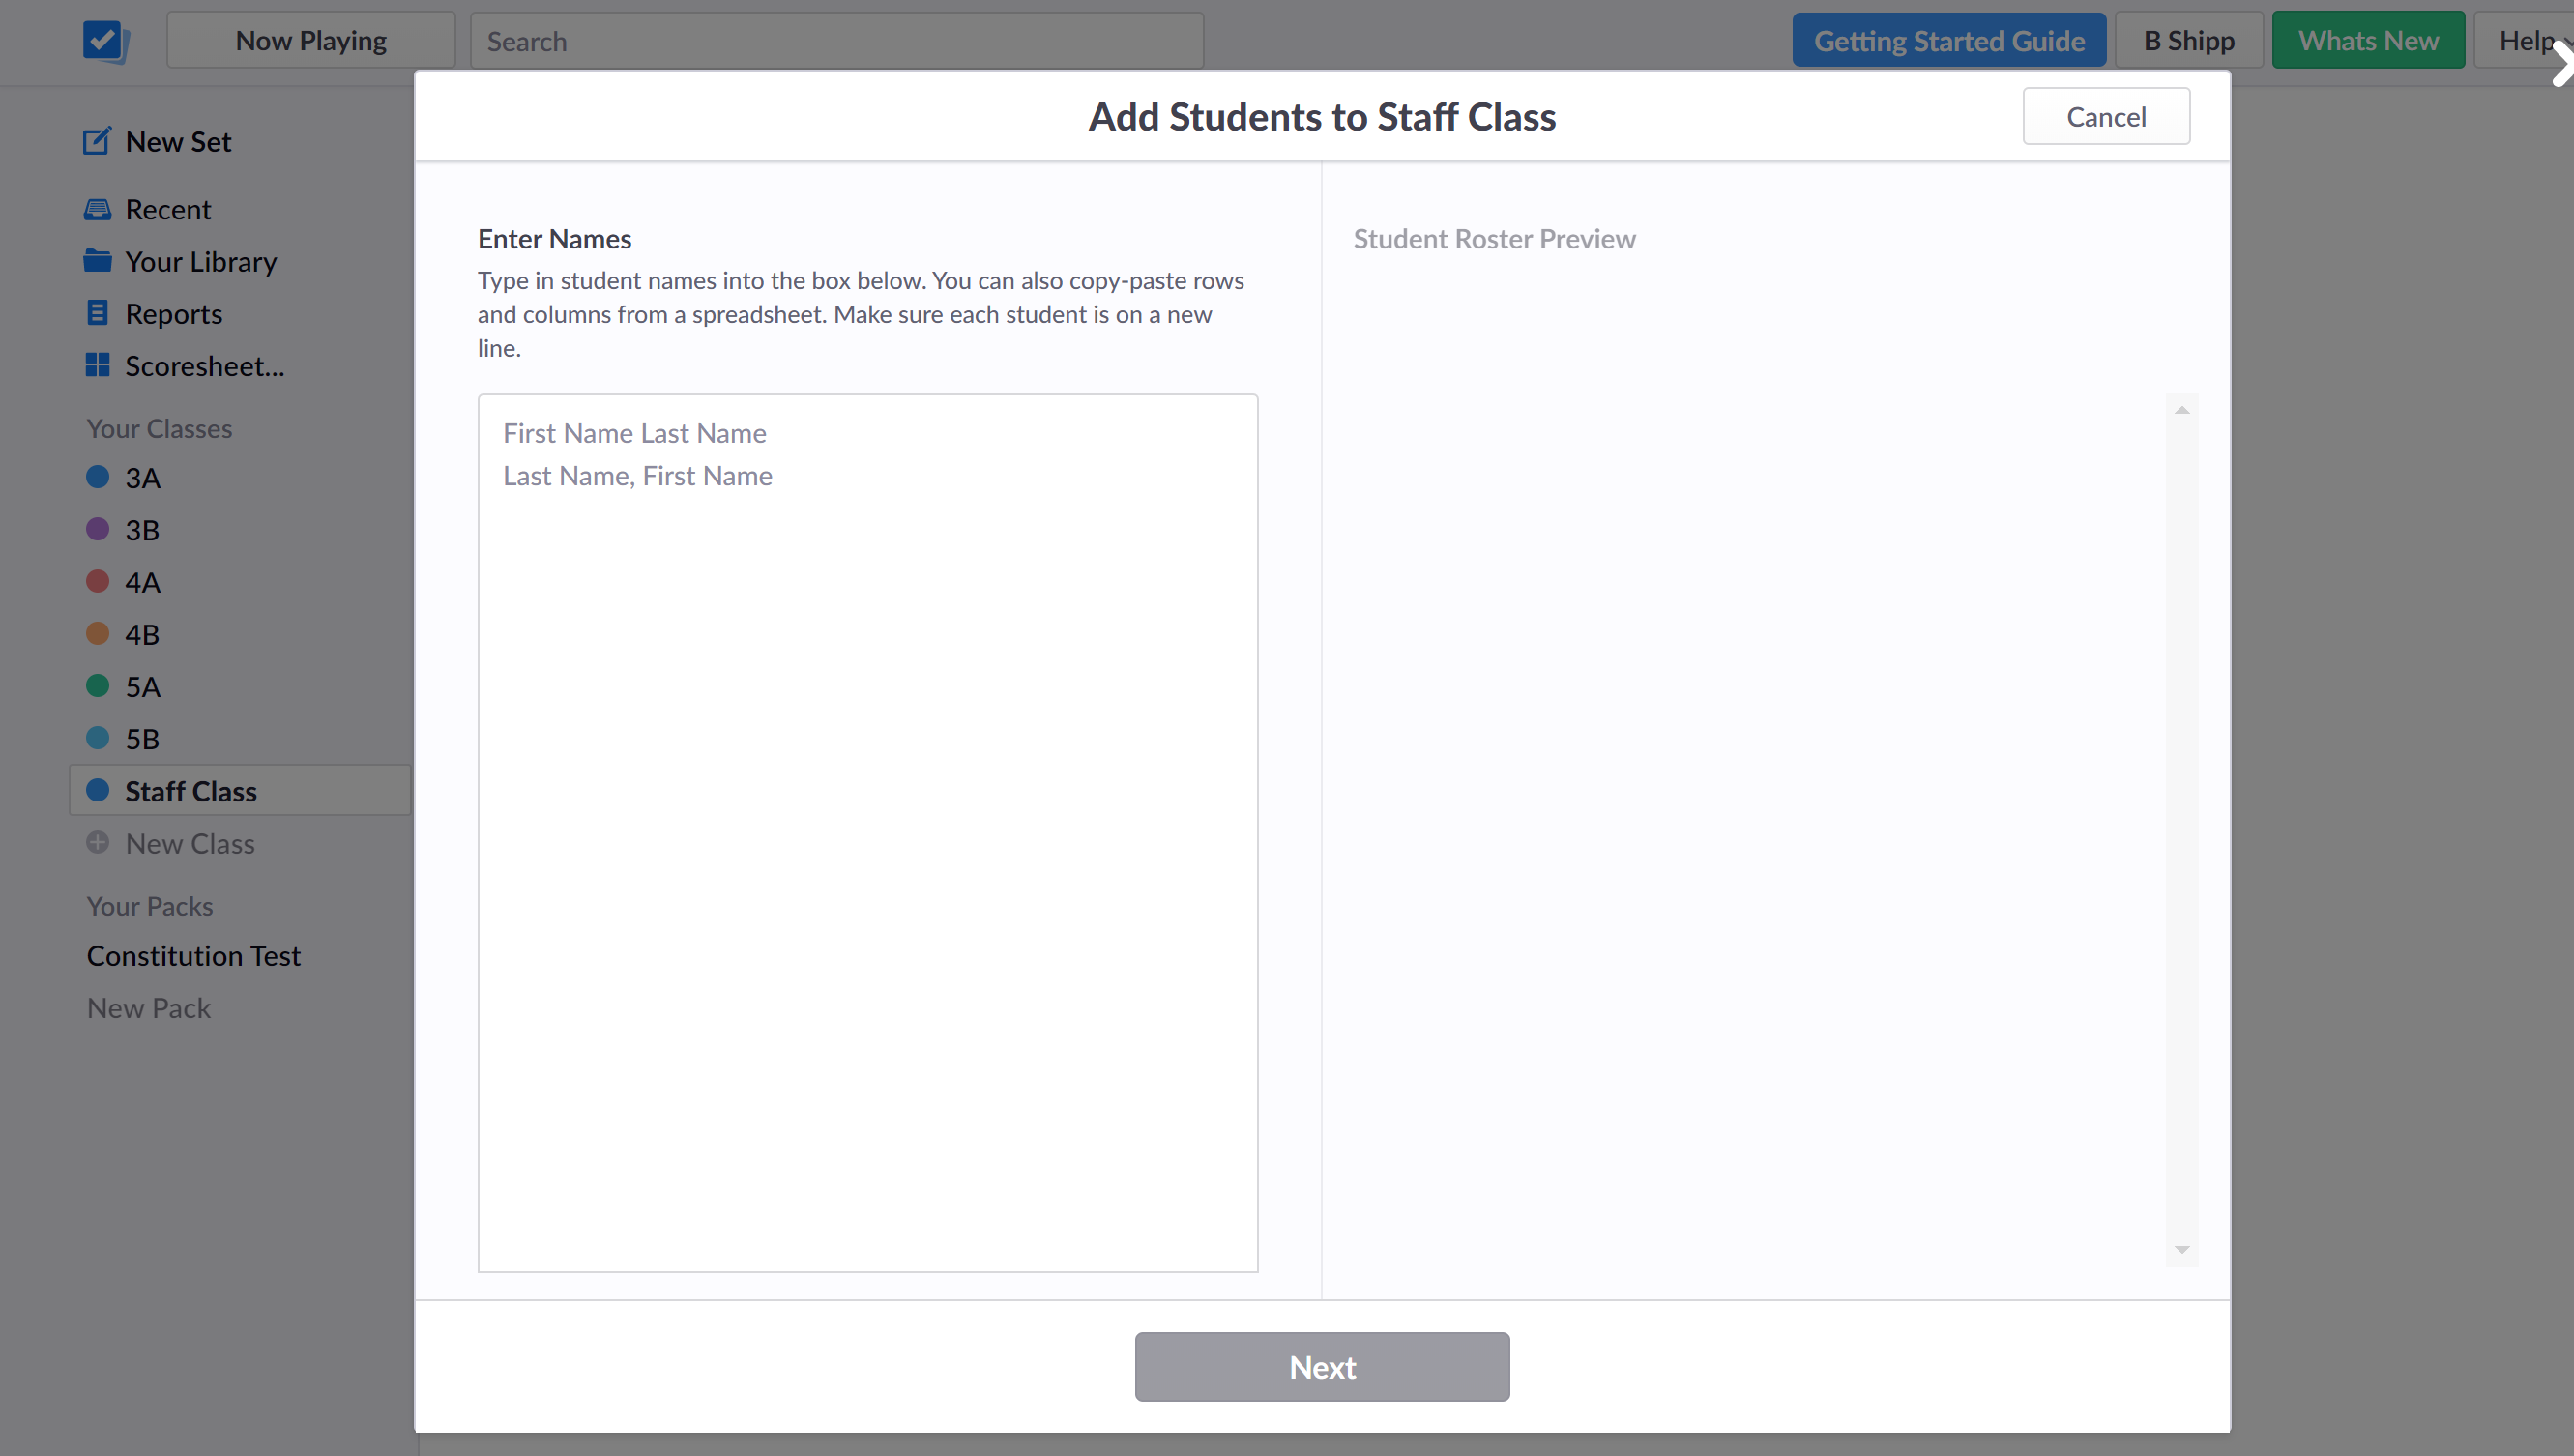 Now Playing
Search
Getting Started Guide
B Shipp
Whats New
Help
Add Students to Staff Class
Cancel
New Set
Recent
Your Library
Reports
Scoresheet...
Your Classes
3A
3B
4A
4B
5A
5B
Staff Class
New Class
Your Packs
Constitution Test
New Pack
Enter Names
Type in student names into the box below. You can also copy-paste rows
and columns from a spreadsheet. Make sure each student is on a new
line.
First Name Last Name
Last Name, First Name
Student Roster Preview
Next